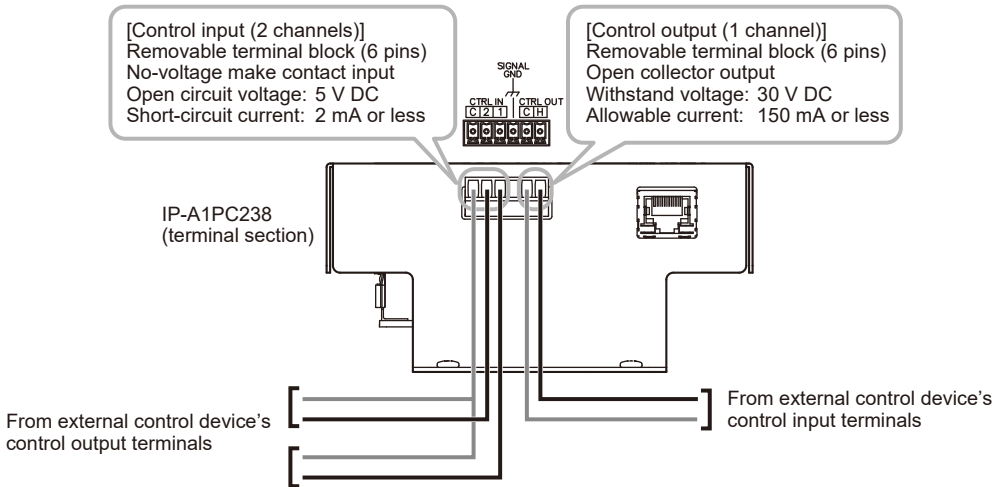 [Control input (2 channels)]
Removable terminal block (6 pins)
No-voltage make contact input
Open circuit voltage: 5 V DC
Short-circuit current: 2 mA or less
[Control output (1 channel)]
Removable terminal block (6 pins)
Open collector output
Withstand voltage: 30 V DC
Allowable current: 150 mA or less
SIGNAL
GND
CTRL IN
CTRL OUT
C 2 1
C H
IP-A1PC238
(terminal section)
From external control device's
control output terminals
From external control device's
control input terminals